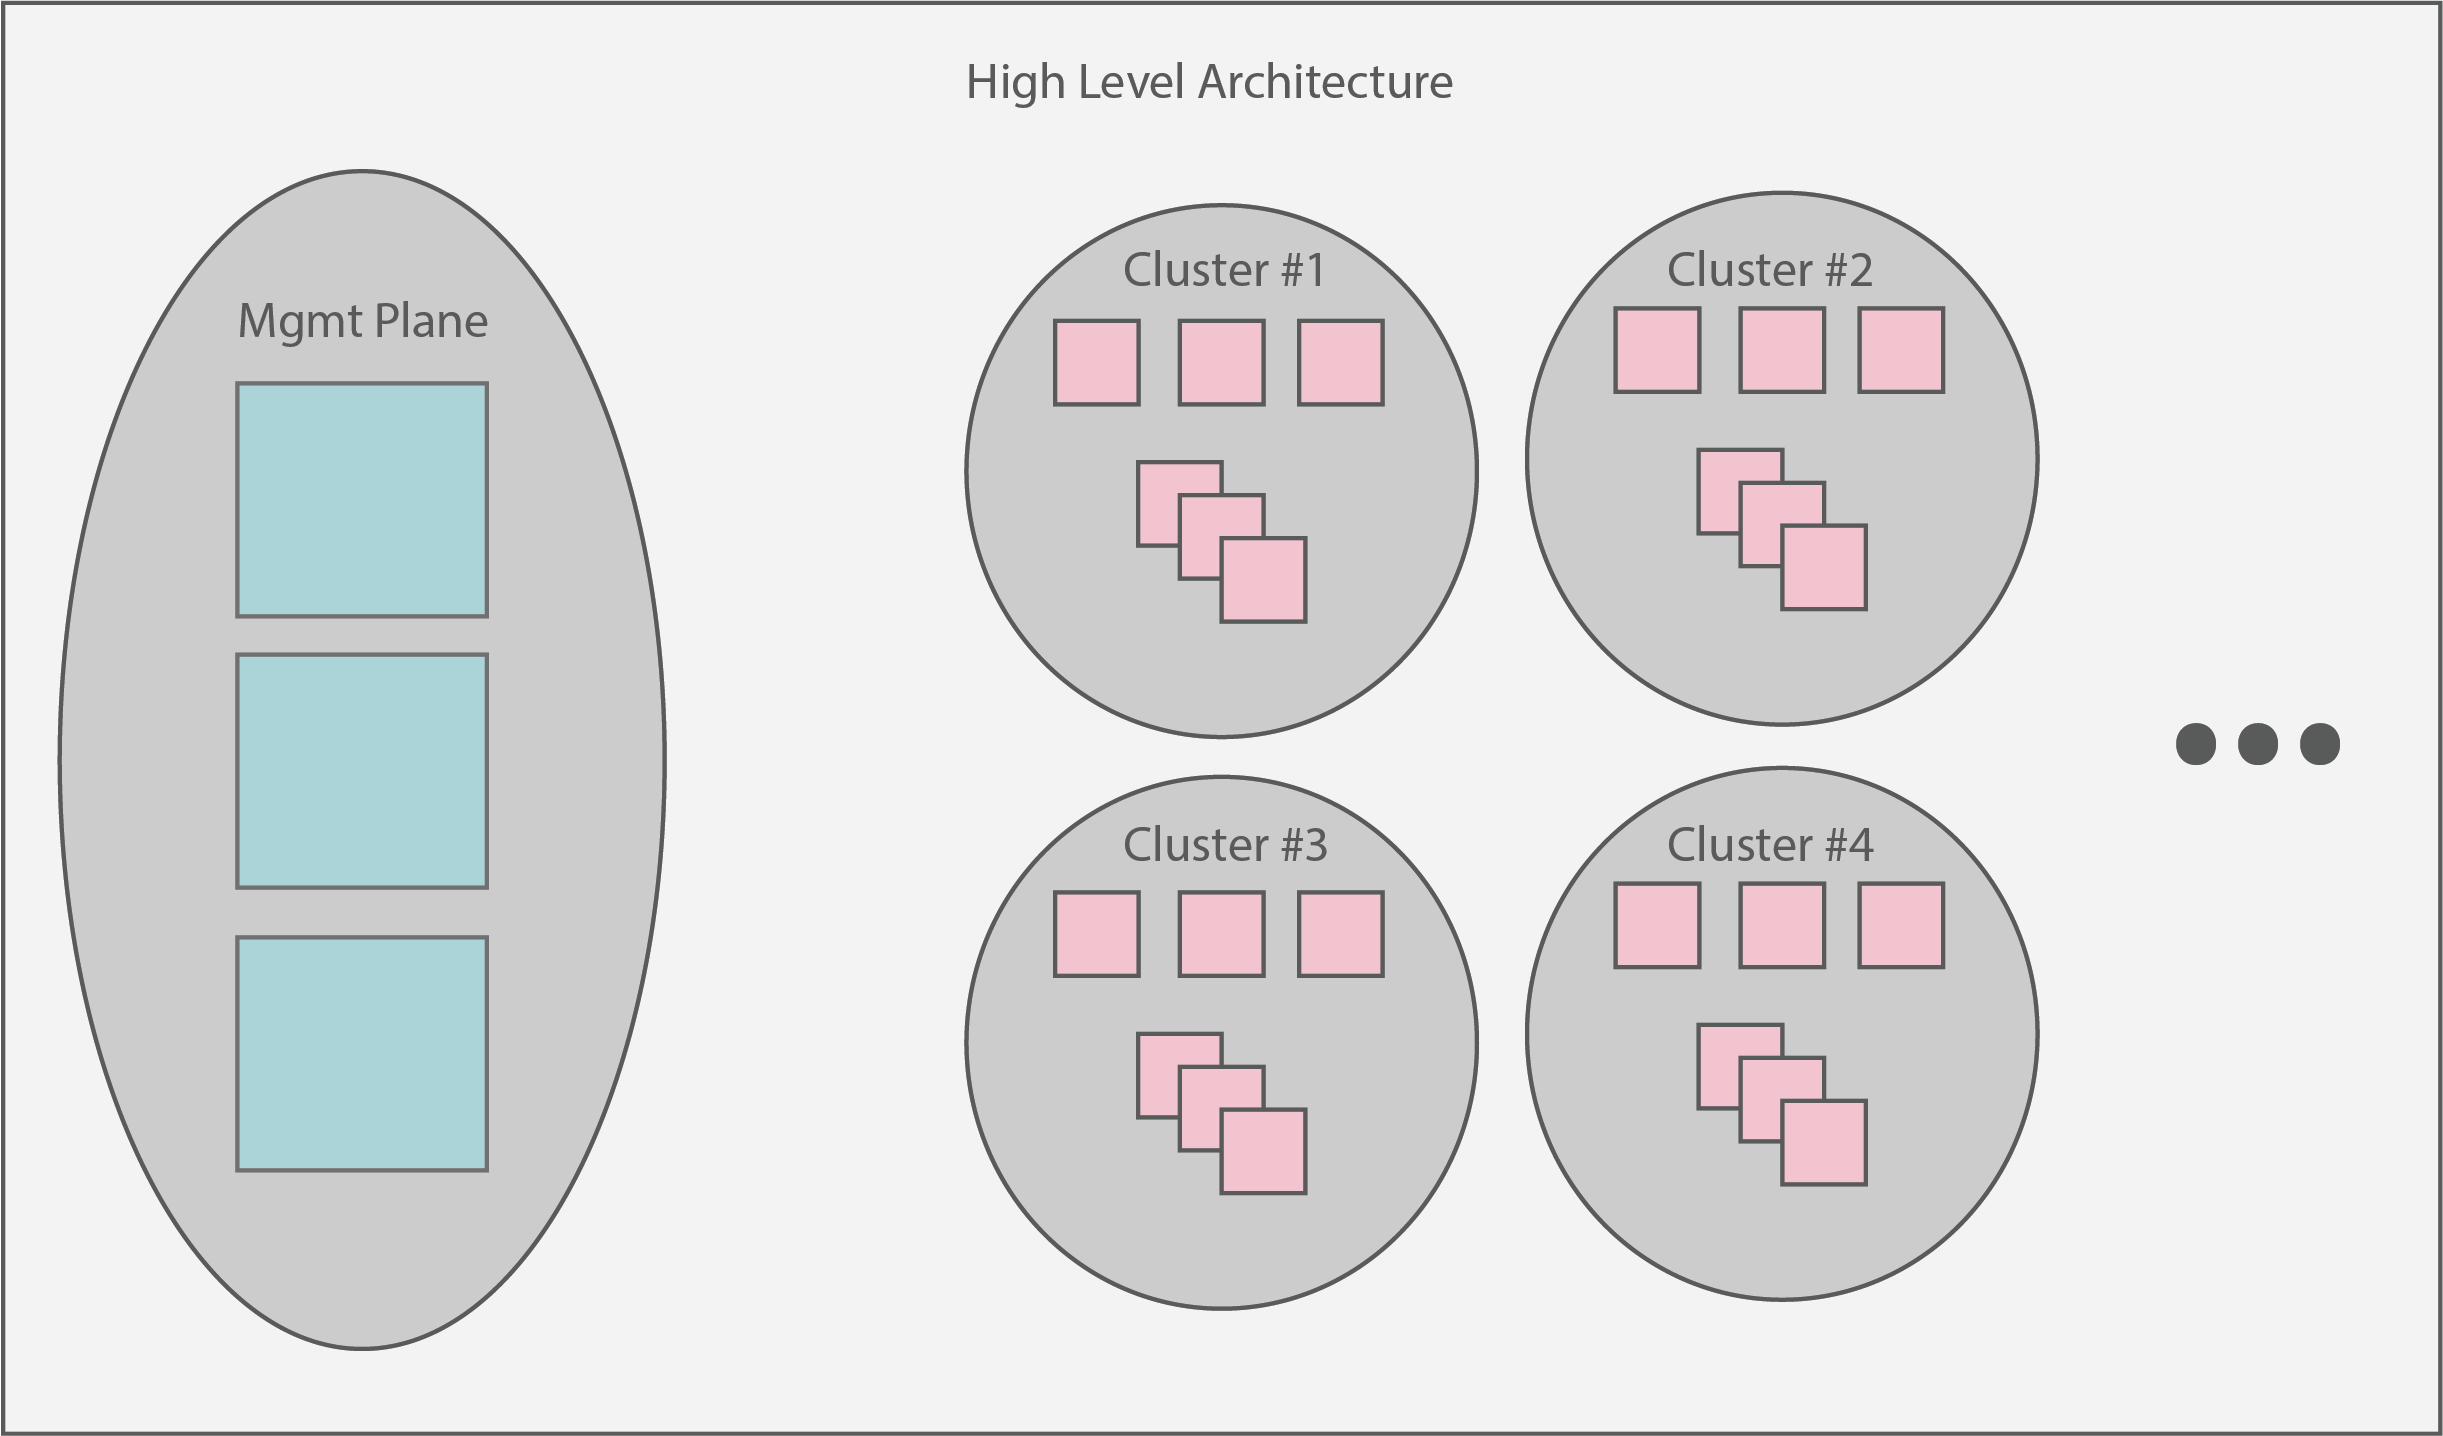 High Level Architecture
Mgmt Plane
Cluster #1
Cluster #2
Cluster #3
Cluster #4